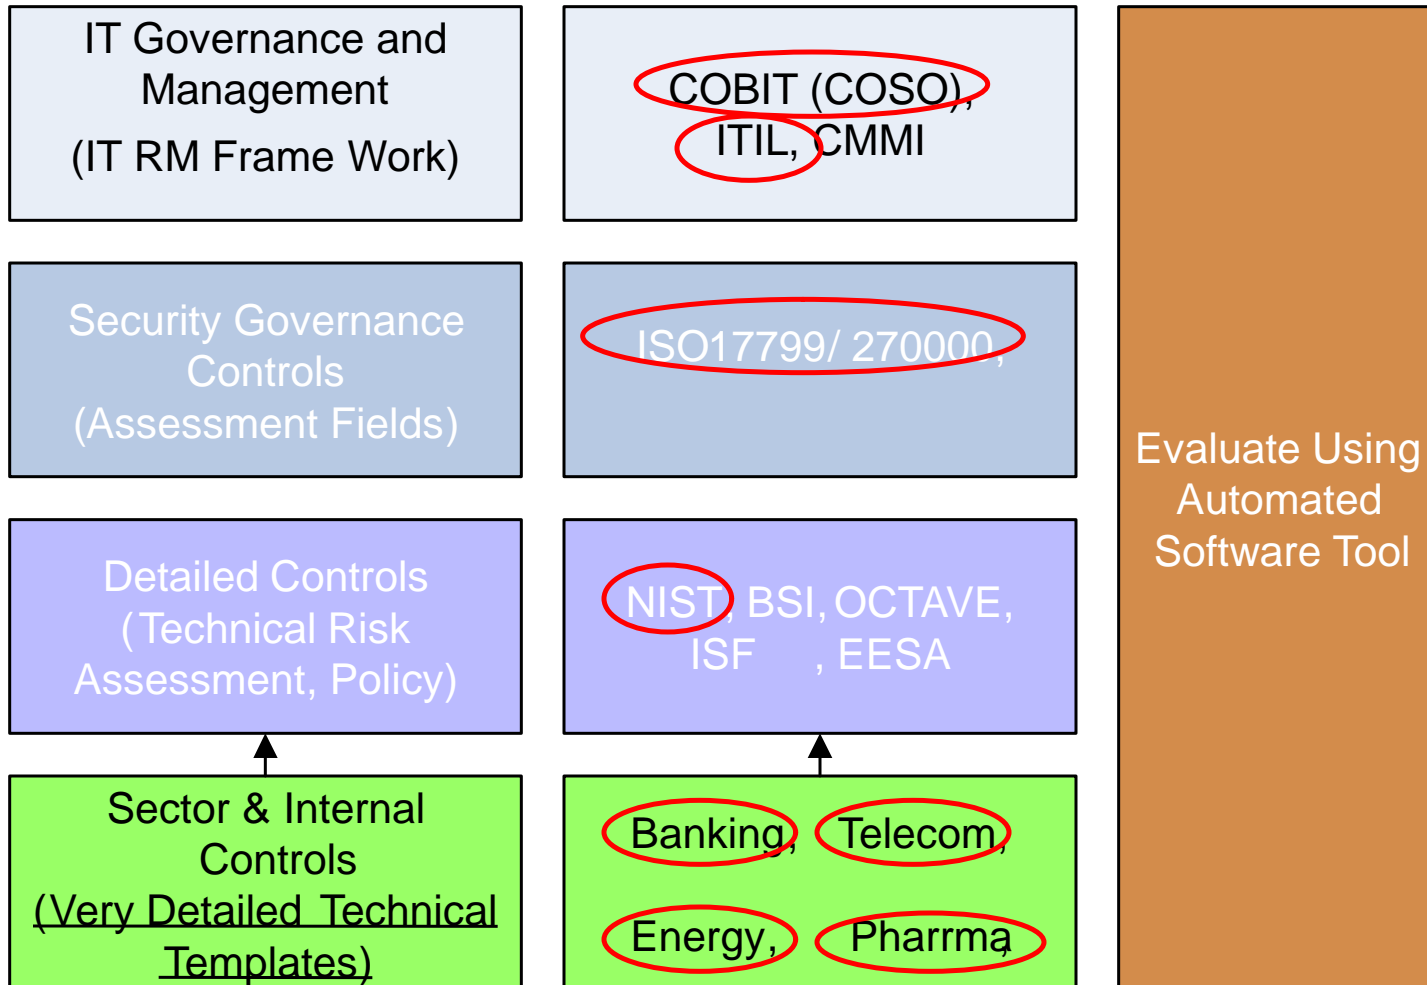 IT Governance and
Management
(IT RM Frame Work)
COBIT (COSO),
ITIL, CMMI
Security Governance
Controls
(Assessment Fields)
ISO17799/ 270000,
Detailed Controls
(Technical Risk
Assessment, Policy)
NIST, BSI, OCTAVE,
ISF , EESA
Sector & Internal
Controls
(Very Detailed Technical
Templates)
Banking, Telecom,
Energy, Pharrma,
Evaluate Using
Automated
Software Tool